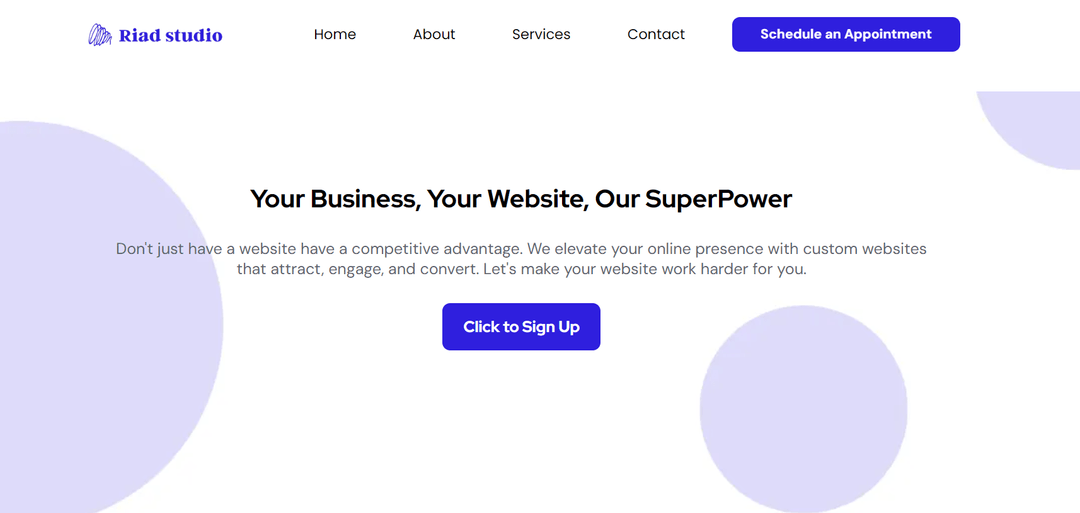 Riad studio
Home
About
Services
Contact
Schedule an Appointment
Your Business, Your Website, Our SuperPower
Don't just have a website have a competitive advantage. We elevate your online presence with custom websites
that attract, engage, and convert. Let's make your website work harder for you.
Click to Sign Up